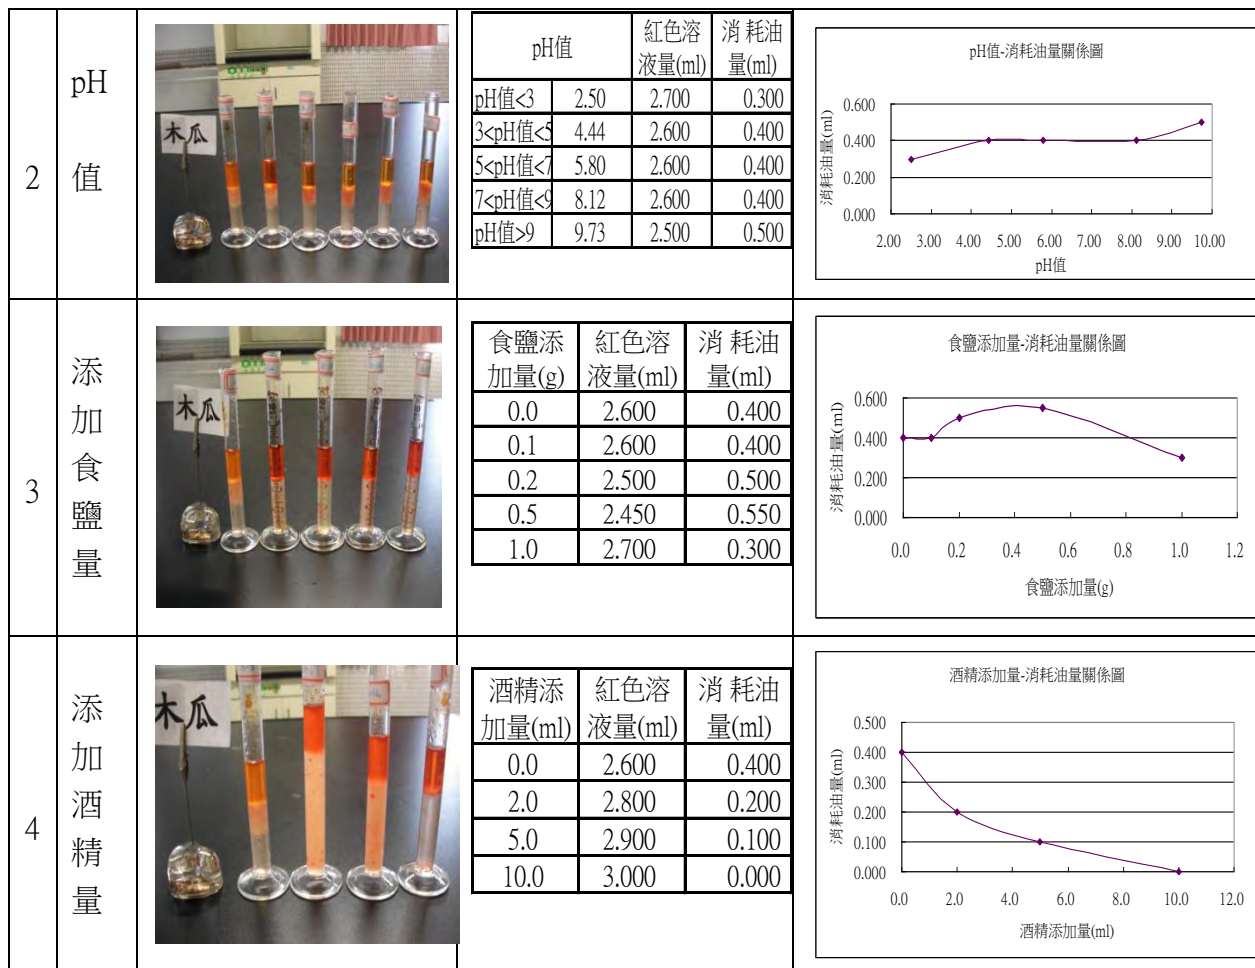 2
pH
值
木瓜
pH值 紅色溶液量(ml) 消耗油量(ml)
pH值<3 2.50 2.700 0.300
3<pH值<5 4.44 2.600 0.400
5<pH值<7 5.80 2.600 0.400
7<pH值<9 8.12 2.600 0.400
pH值>9 9.73 2.500 0.500
pH值-消耗油量關係圖
消耗油量(ml)
0.600
0.400
0.200
0.000
2.00 3.00 4.00 5.00 6.00 7.00 8.00 9.00 10.00
pH值
3
添
加
食
鹽
量
木瓜
食鹽添加量(g) 紅色溶液量(ml) 消耗油量(ml)
0.0 2.600 0.400
0.1 2.600 0.400
0.2 2.500 0.500
0.5 2.450 0.550
1.0 2.700 0.300
食鹽添加量-消耗油量關係圖
消耗油量(ml)
0.600
0.400
0.200
0.000
0.0 0.2 0.4 0.6 0.8 1.0 1.2
食鹽添加量(g)
4
添
加
酒
精
量
木瓜
酒精添加量(ml) 紅色溶液量(ml) 消耗油量(ml)
0.0 2.600 0.400
2.0 2.800 0.200
5.0 2.900 0.100
10.0 3.000 0.000
酒精添加量-消耗油量關係圖
消耗油量(ml)
0.500
0.400
0.300
0.200
0.100
0.000
0.0 2.0 4.0 6.0 8.0 10.0 12.0
酒精添加量(ml)